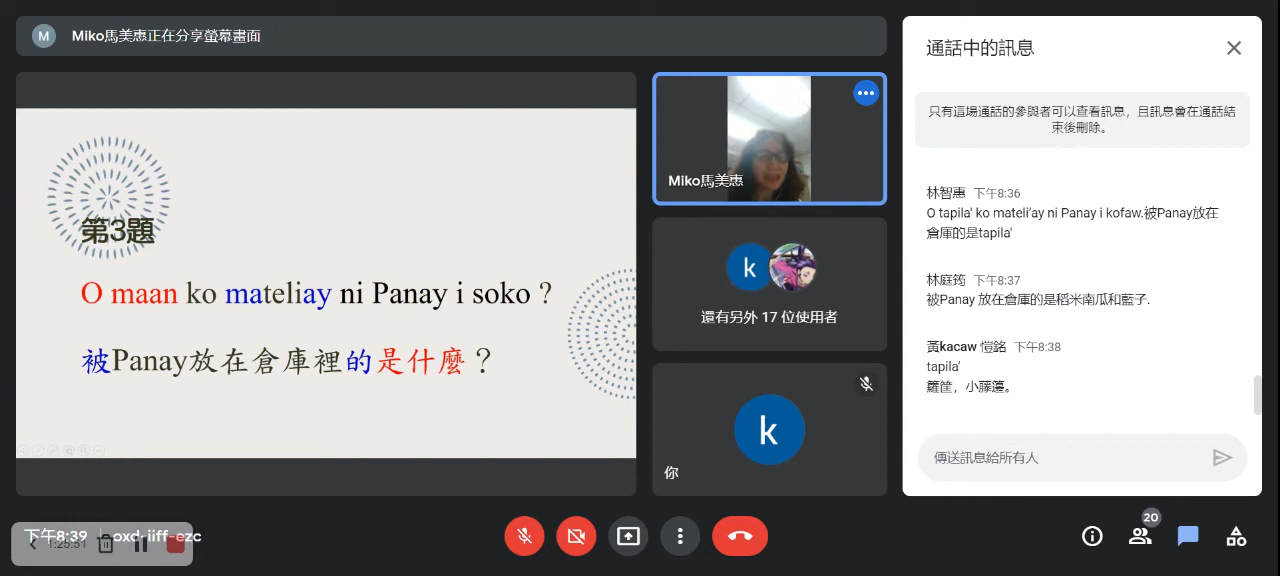 M Miko馬美惠正在分享螢幕畫面
第3題
O maan ko mateliay ni Panay i soko？
被Panay放在倉庫裡的是什麼？
Miko馬美惠
k
還有另外 17 位使用者
k
你
通話中的訊息
只有這場通話的參與者可以查看訊息，且訊息會在通話結
束後刪除。
林智惠 下午8:36
O tapila' ko mateli'ay ni Panay i kofaw.被Panay放在
倉庫的是tapila'
林庭筠 下午8:37
被Panay 放在倉庫的是稻米南瓜和藍子.
黃kacaw 愷銘 下午8:38
tapila'
籮筐，小藤簍。
傳送訊息給所有人
下午8:39 | oxd-iiff-ezc
1:25:51
20